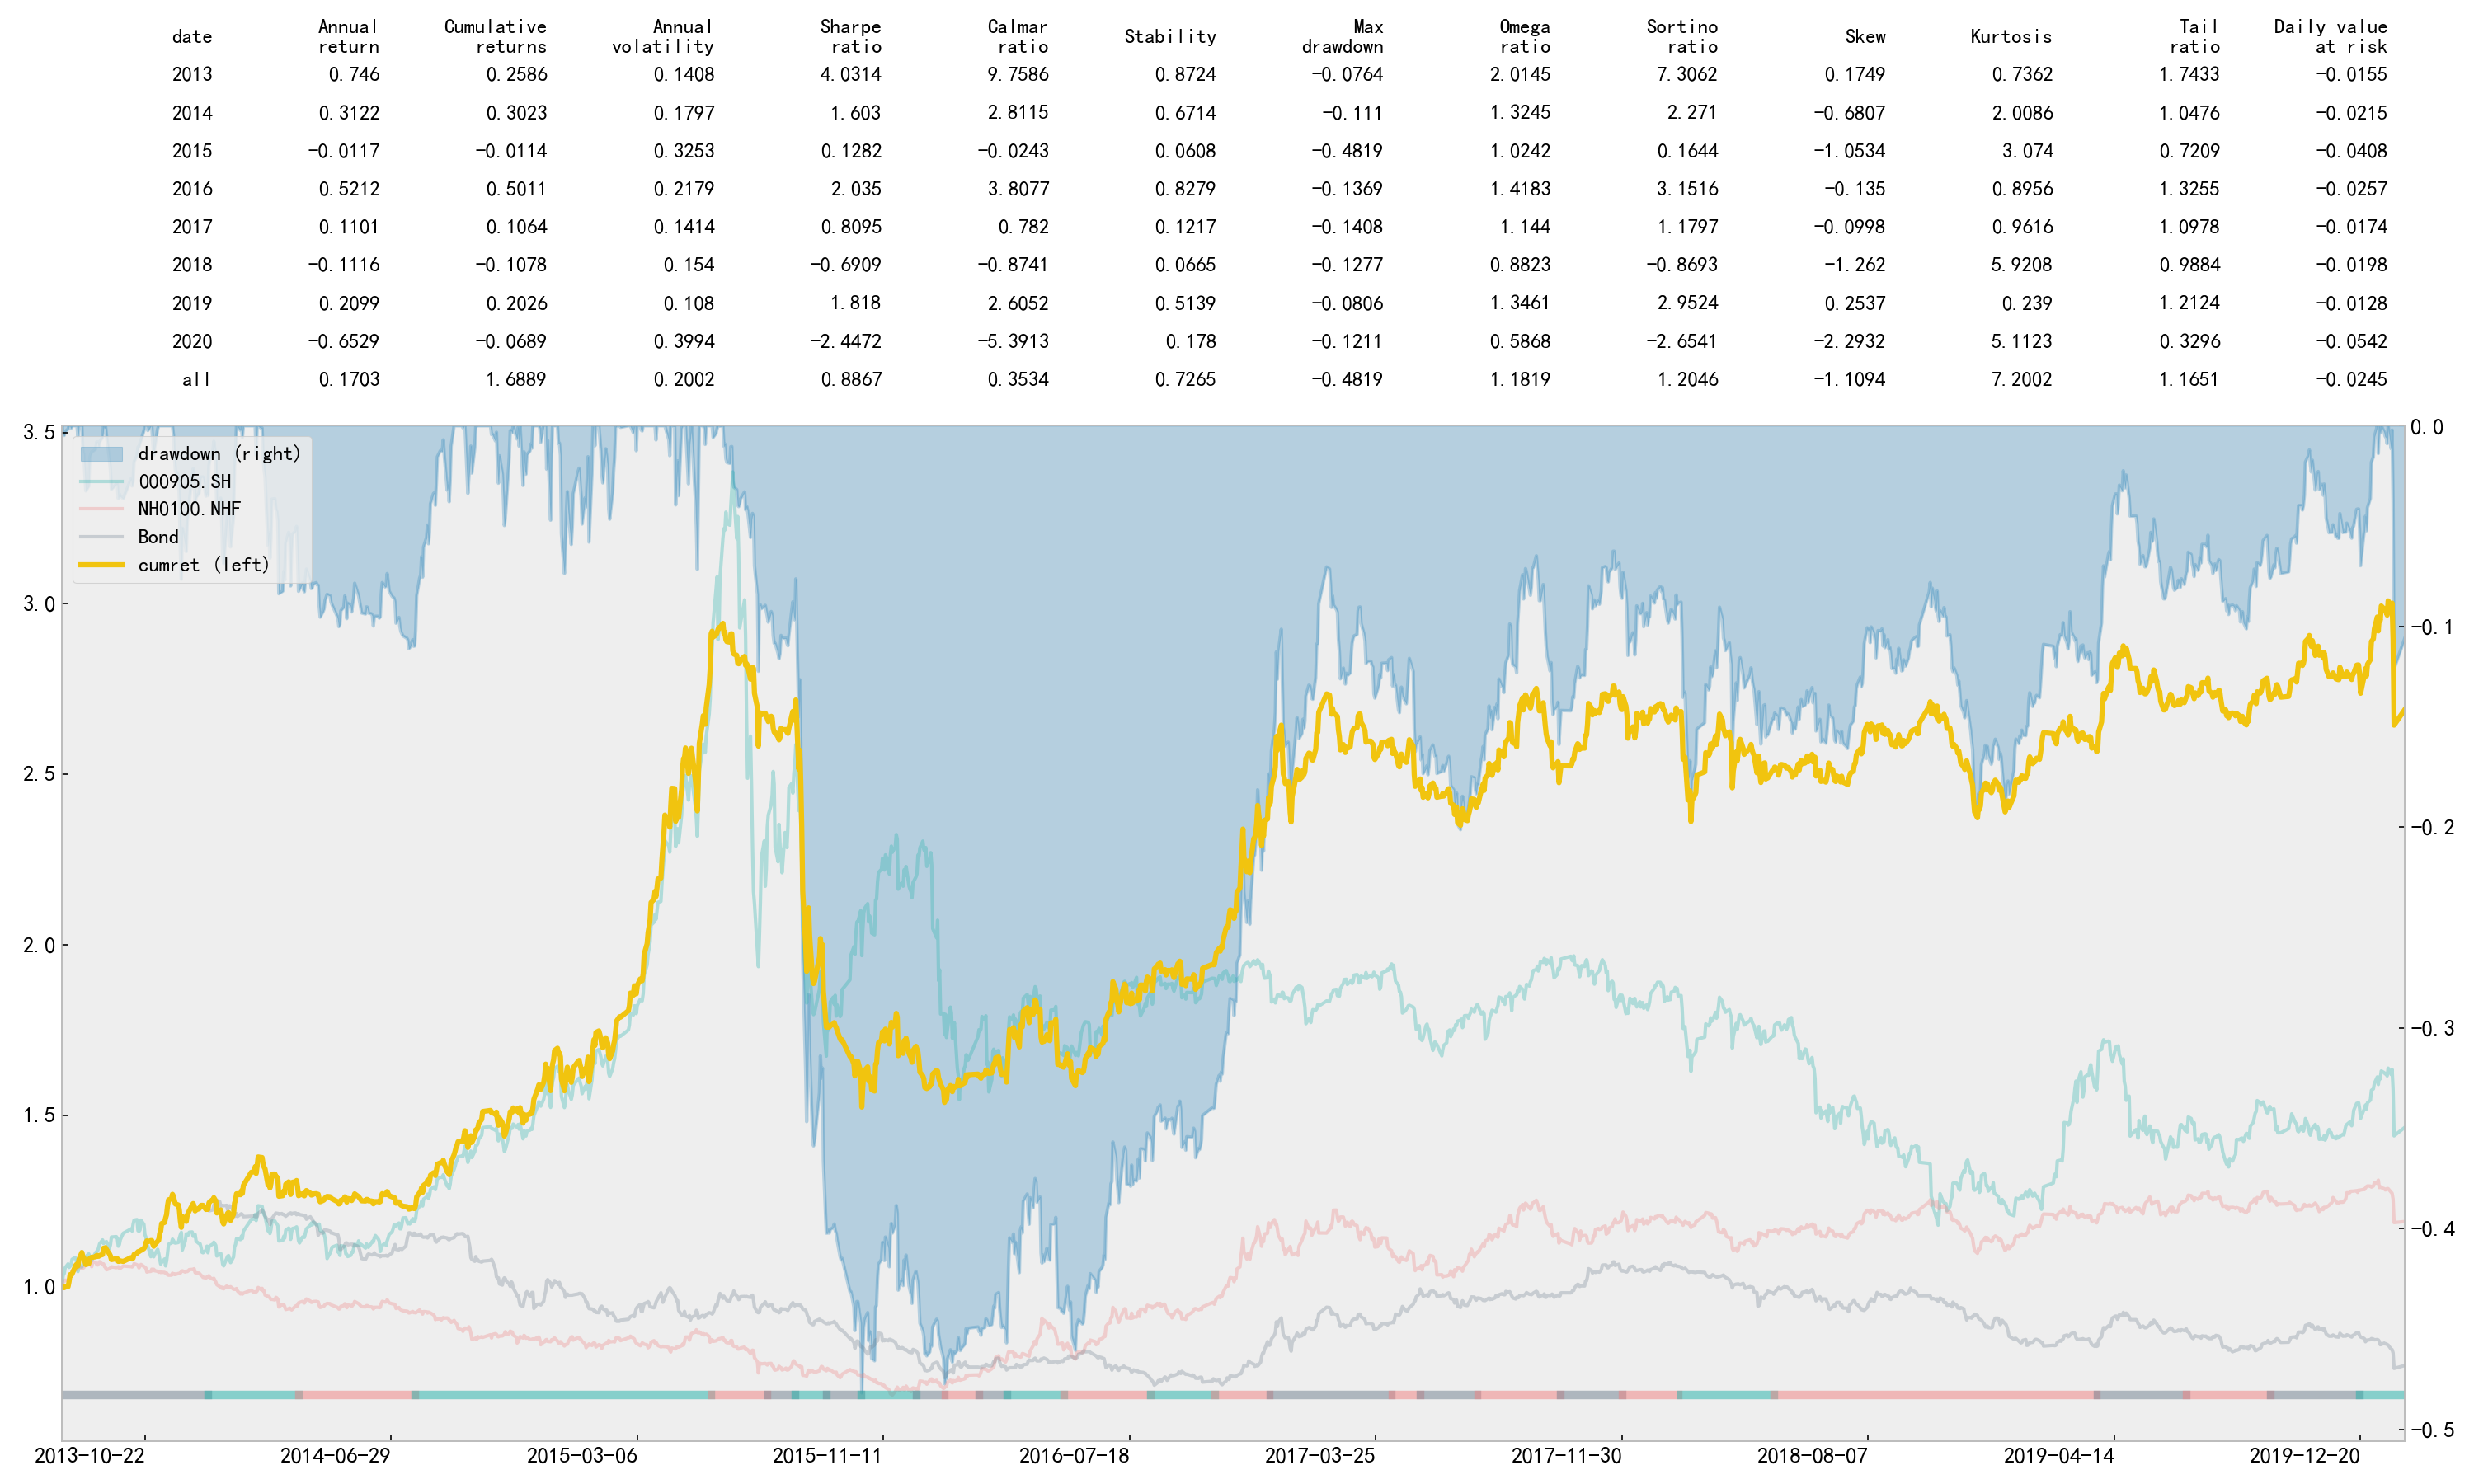 date Annual return Cumulative returns Annual volatility Sharpe ratio Calmar ratio Stability Max drawdown Omega ratio Sortino ratio Skew Kurtosis Tail ratio Daily value at risk
2013 0.746 0.2586 0.1408 4.0314 9.7586 0.8724 -0.0764 2.0145 7.3062 0.1749 0.7362 1.7433 -0.0155
2014 0.3122 0.3023 0.1797 1.603 2.8115 0.6714 -0.111 1.3245 2.271 -0.6807 2.0086 1.0476 -0.0215
2015 -0.0117 -0.0114 0.3253 0.1282 -0.0243 0.0608 -0.4819 1.0242 0.1644 -1.0534 3.074 0.7209 -0.0408
2016 0.5212 0.5011 0.2179 2.035 3.8077 0.8279 -0.1369 1.4183 3.1516 -0.135 0.8956 1.3255 -0.0257
2017 0.1101 0.1064 0.1414 0.8095 0.782 0.1217 -0.1408 1.144 1.1797 -0.0998 0.9616 1.0978 -0.0174
2018 -0.1116 -0.1078 0.154 -0.6909 -0.8741 0.0665 -0.1277 0.8823 -0.8693 -1.262 5.9208 0.9884 -0.0198
2019 0.2099 0.2026 0.108 1.818 2.6052 0.5139 -0.0806 1.3461 2.9524 0.2537 0.239 1.2124 -0.0128
2020 -0.6529 -0.0689 0.3994 -2.4472 -5.3913 0.178 -0.1211 0.5868 -2.6541 -2.2932 5.1123 0.3296 -0.0542
all 0.1703 1.6889 0.2002 0.8867 0.3534 0.7265 -0.4819 1.1819 1.2046 -1.1094 7.2002 1.1651 -0.0245
3.5
3.0
2.5
2.0
1.5
1.0
drawdown (right)
000905.SH
NH0100.NHF
Bond
cumret (left)
0.0
-0.1
-0.2
-0.3
-0.4
-0.5
2013-10-22 2014-06-29 2015-03-06 2015-11-11 2016-07-18 2017-03-25 2017-11-30 2018-08-07 2019-04-14 2019-12-20